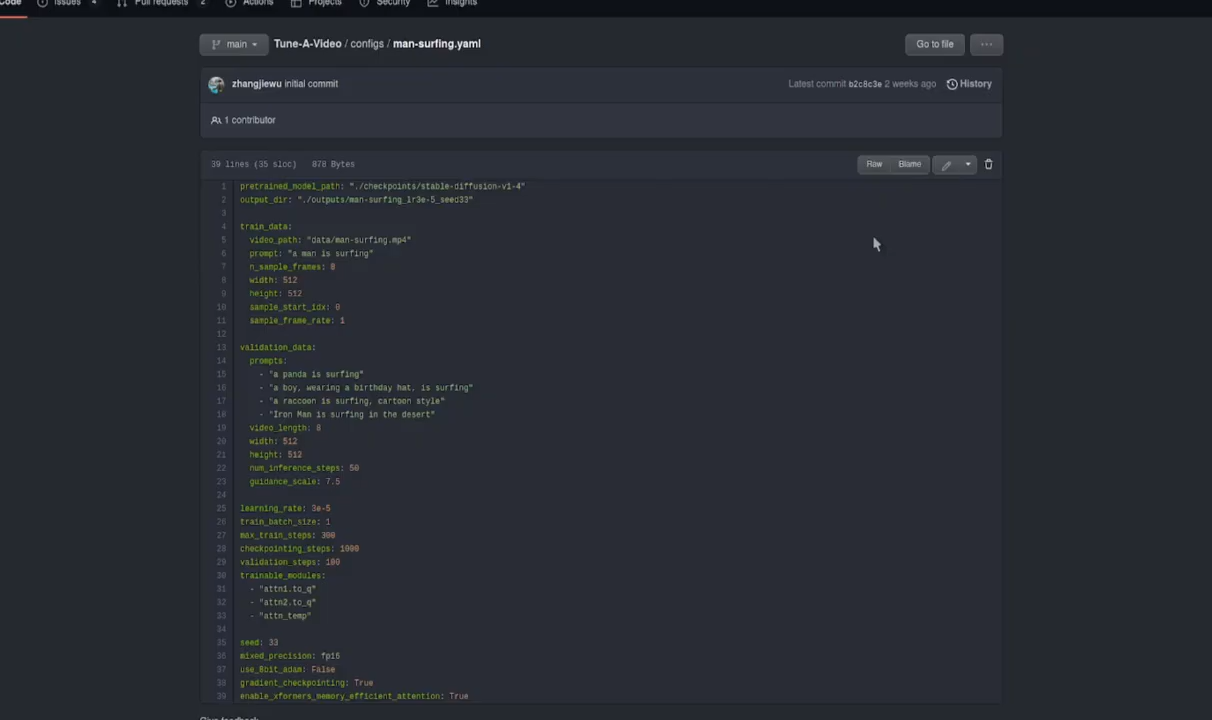 Code Issues 4 Pull requests 2 Actions Projects Security Insights
main Tune-A-Video / configs / man-surfing.yaml Go to file ...
zhangjiewu initial commit Latest commit b2c8c3e 2 weeks ago History
1 contributor
39 lines (35 sloc) 878 Bytes Raw Blame
1 pretrained_model_path: "./checkpoints/stable-diffusion-v1-4"
2 output_dir: "./outputs/man-surfing_lr3e-5_seed33"
3
4 train_data:
5 video_path: "data/man-surfing.mp4"
6 prompt: "a man is surfing"
7 n_sample_frames: 8
8 width: 512
9 height: 512
10 sample_start_idx: 0
11 sample_frame_rate: 1
12
13 validation_data:
14 prompts:
15 - "a panda is surfing"
16 - "a boy, wearing a birthday hat, is surfing"
17 - "a raccoon is surfing, cartoon style"
18 - "Iron Man is surfing in the desert"
19 video_length: 8
20 width: 512
21 height: 512
22 num_inference_steps: 50
23 guidance_scale: 7.5
24
25 learning_rate: 3e-5
26 train_batch_size: 1
27 max_train_steps: 300
28 checkpointing_steps: 1000
29 validation_steps: 100
30 trainable_modules:
31 - "attn1.to_q"
32 - "attn2.to_q"
33 - "attn_temp"
34
35 seed: 33
36 mixed_precision: fp16
37 use_8bit_adam: False
38 gradient_checkpointing: True
39 enable_xformers_memory_efficient_attention: True
Give feedback